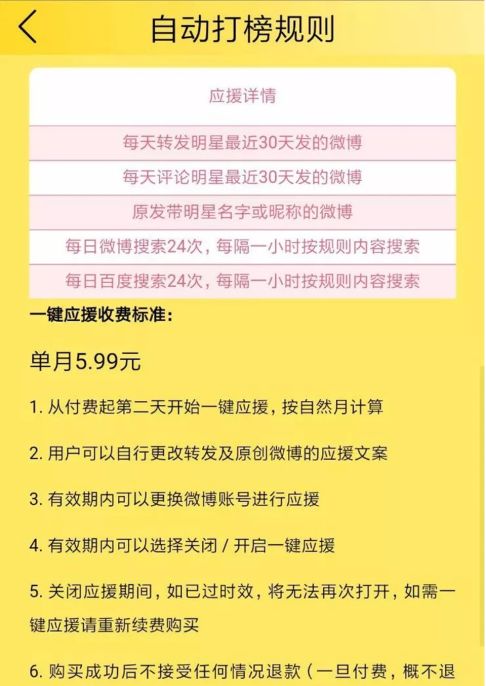 自动打榜规则
应援详情
每天转发明星最近30天发的微博
每天评论明星最近30天发的微博
原发带明星名字或昵称的微博
每日微博搜索24次，每隔一小时按规则内容搜索
每日百度搜索24次，每隔一小时按规则内容搜索
一键应援收费标准：
单月5.99元
1. 从付费起第二天开始一键应援，按自然月计算
2. 用户可以自行更改转发及原创微博的应援文案
3. 有效期内可以更换微博账号进行应援
4. 有效期内可以选择关闭 / 开启一键应援
5. 关闭应援期间，如已过时效，将无法再次打开，如需一
键应援请重新续费购买
6. 购买成功后不接受任何情况退款（一旦付费，概不退